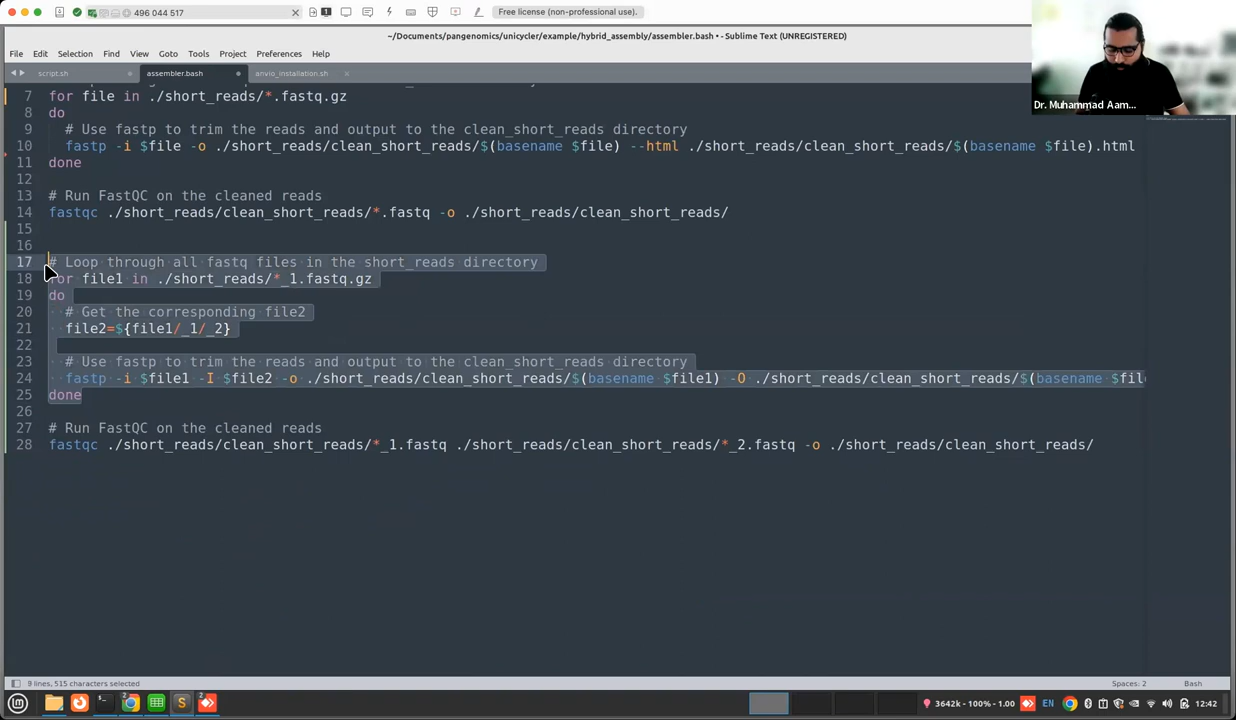 496 044 517
Free license (non-professional use).
~/Documents/pangenomics/unicycler/example/hybrid_assembly/assembler.bash • - Sublime Text (UNREGISTERED)
File Edit Selection Find View Goto Tools Project Preferences Help
script.sh assembler.bash anvio_installation.sh
Dr. Muhammad Aam...
7 for file in ./short_reads/*.fastq.gz
8 do
9 # Use fastp to trim the reads and output to the clean_short_reads directory
10 fastp -i $file -o ./short_reads/clean_short_reads/$(basename $file) --html ./short_reads/clean_short_reads/$(basename $file).html
11 done
12
13 # Run FastQC on the cleaned reads
14 fastqc ./short_reads/clean_short_reads/*.fastq -o ./short_reads/clean_short_reads/
15
16
17 # Loop through all fastq files in the short_reads directory
18 for file1 in ./short_reads/*_1.fastq.gz
19 do
20 # Get the corresponding file2
21 file2=${file1/_1/_2}
22
23 # Use fastp to trim the reads and output to the clean_short_reads directory
24 fastp -i $file1 -I $file2 -o ./short_reads/clean_short_reads/$(basename $file1) -O ./short_reads/clean_short_reads/$(basename $fil
25 done
26
27 # Run FastQC on the cleaned reads
28 fastqc ./short_reads/clean_short_reads/*_1.fastq ./short_reads/clean_short_reads/*_2.fastq -o ./short_reads/clean_short_reads/
9 lines, 515 characters selected
Spaces: 2 Bash
3642k - 100% - 1.00 EN 12:42